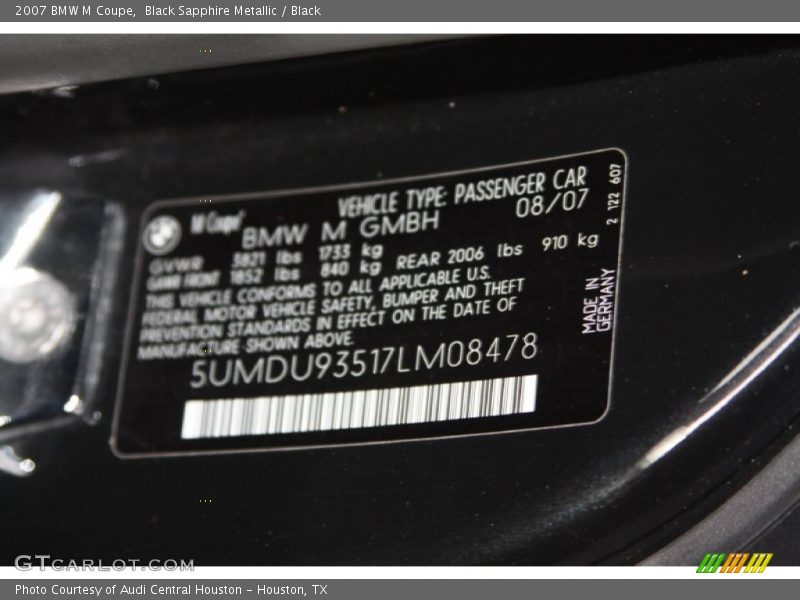 2007 BMW M Coupe, Black Sapphire Metallic / Black
M Coupe
VEHICLE TYPE: PASSENGER CAR
BMW M GMBH 08/07
GVWR 3821 lbs 1733 kg
GAWR FRONT 1852 lbs 840 kg REAR 2006 lbs 910 kg
THIS VEHICLE CONFORMS TO ALL APPLICABLE U.S.
FEDERAL MOTOR VEHICLE SAFETY, BUMPER AND THEFT
PREVENTION STANDARDS IN EFFECT ON THE DATE OF
MANUFACTURE SHOWN ABOVE.
5UMDU93517LM08478
2 122 607
MADE IN
GERMANY
GTCARLOT.COM
Photo Courtesy of Audi Central Houston - Houston, TX